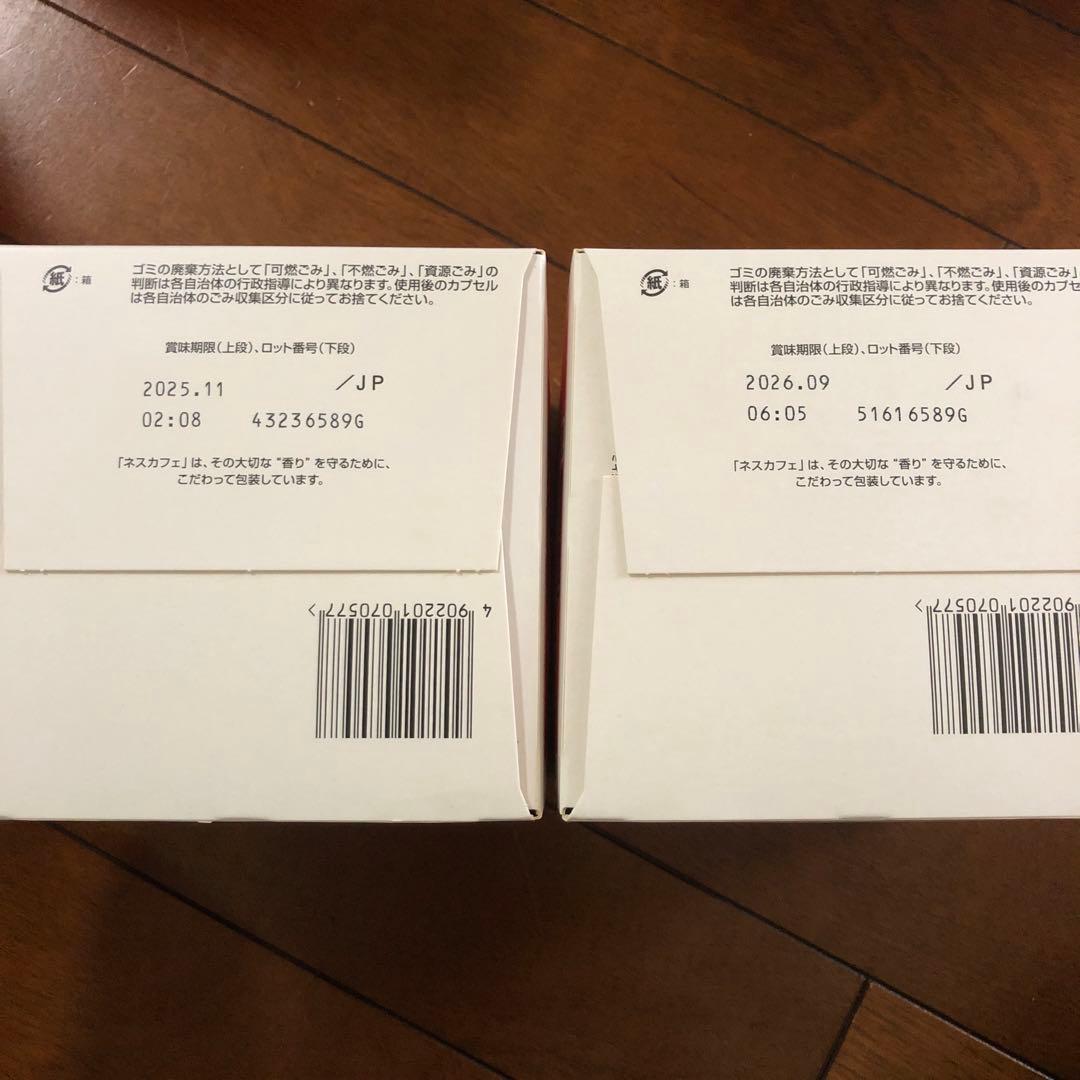 紙:箱
ゴミの廃棄方法として「可燃ごみ」、「不燃ごみ」、「資源ごみ」の
判断は各自治体の行政指導により異なります。使用後のカプセル
は各自治体のごみ収集区分に従ってお捨てください。
賞味期限(上段)、ロット番号(下段)
2025.11 /JP
02:08 43236589G
「ネスカフェ」は、その大切な “香り” を守るために、
こだわって包装しています。
4 902201 070577 >
紙:箱
ゴミの廃棄方法として「可燃ごみ」、「不燃ごみ」、「資源ご
判断は各自治体の行政指導により異なります。使用後のカプセ
は各自治体のごみ収集区分に従ってお捨てください。
賞味期限(上段)、ロット番号(下段)
2026.09 /JP
06:05 51616589G
「ネスカフェ」は、その大切な “香り” を守るために、
こだわって包装しています。
902201 070577 >